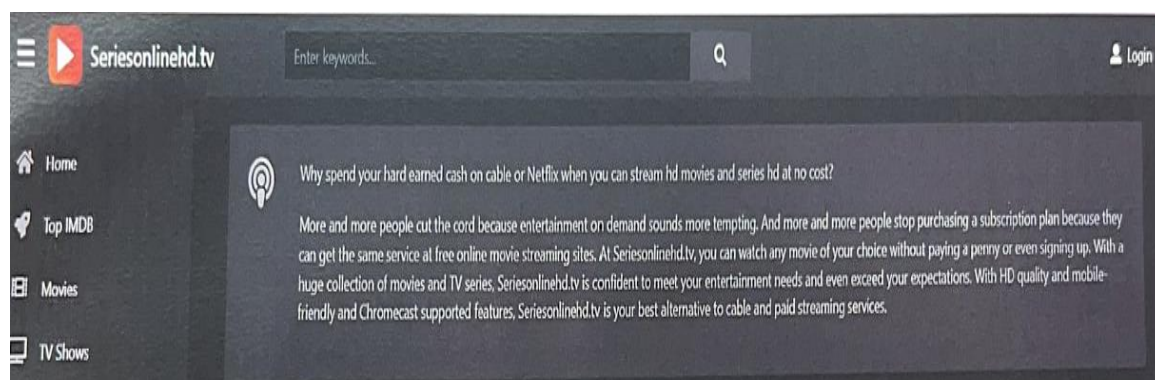 Seriesonlinehd.tv
Enter keywords...
Login
Home
Top IMDB
Movies
TV Shows
Why spend your hard earned cash on cable or Netflix when you can stream hd movies and series hd at no cost?
More and more people cut the cord because entertainment on demand sounds more tempting. And more and more people stop purchasing a subscription plan because they
can get the same service at free online movie streaming sites. At Seriesonlinehd.tv, you can watch any movie of your choice without paying a penny or even signing up. With a
huge collection of movies and TV series, Seriesonlinehd.tv is confident to meet your entertainment needs and even exceed your expectations. With HD quality and mobile-
friendly and Chromecast supported features, Seriesonlinehd.tv is your best alternative to cable and paid streaming services.